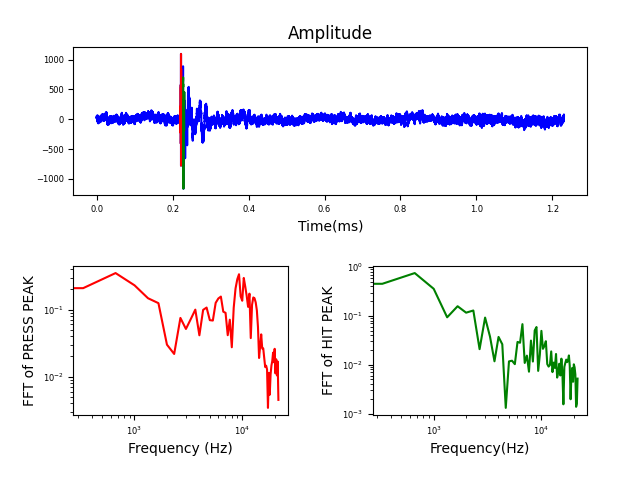 Amplitude
1000
500
0
−500
−1000
0.0 0.2 0.4 0.6 0.8 1.0 1.2
Time(ms)
FFT of PRESS PEAK
10⁻¹
10⁻²
10³ 10⁴
Frequency (Hz)
FFT of HIT PEAK
10⁰
10⁻¹
10⁻²
10⁻³
10³ 10⁴
Frequency(Hz)